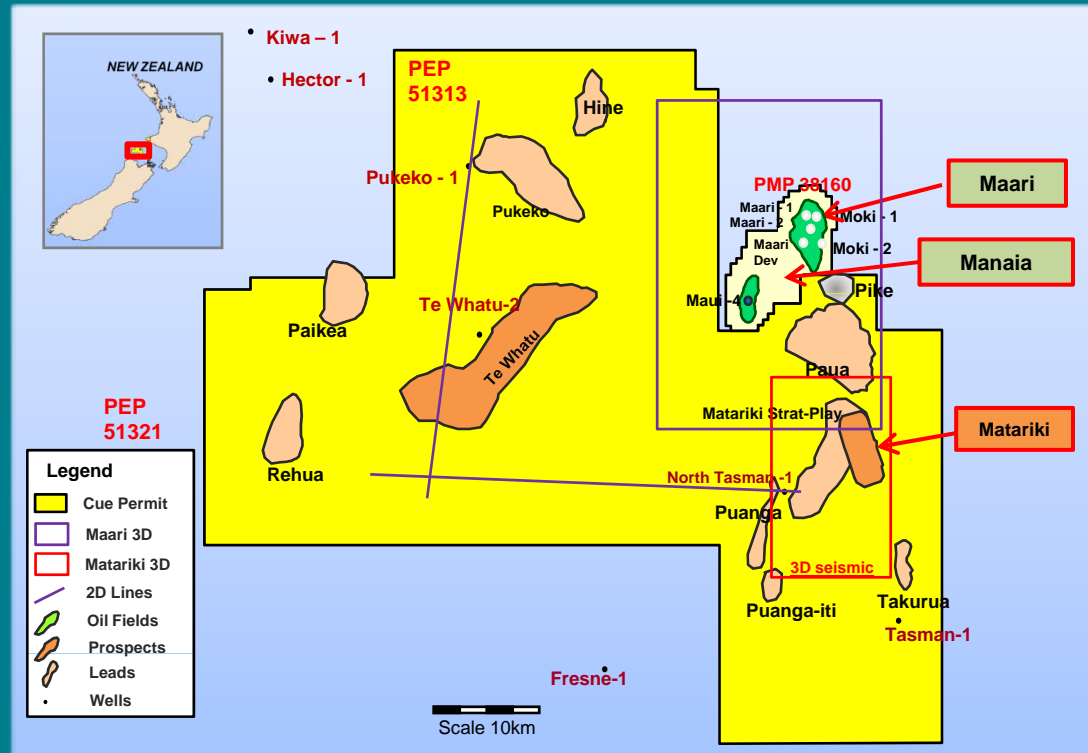 NEW ZEALAND
Kiwa – 1
Hector - 1
PEP
51313
Hine
Pukeko - 1
Pukeko
PMP 38160
Maari
Maari - 1
Maari - 2
Moki - 1
Maari
Dev
Moki - 2
Manaia
Maui -4
Pike
Paikea
Te Whatu-2
Te Whatu
Paua
PEP
51321
Matariki Strat-Play
Matariki
Rehua
North Tasman -1
Puanga
3D seismic
Puanga-iti
Takurua
Tasman-1
Fresne-1
Scale 10km
Legend
Cue Permit
Maari 3D
Matariki 3D
2D Lines
Oil Fields
Prospects
Leads
Wells